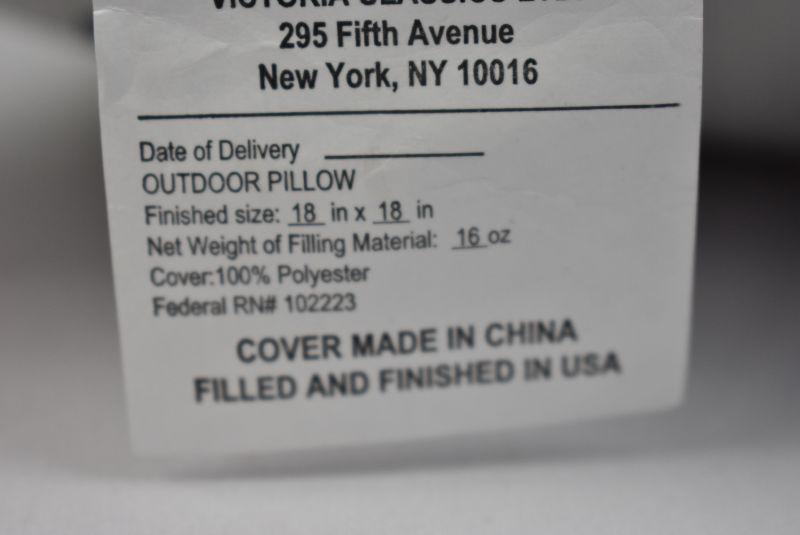 VICTORIA CLASSICS
295 Fifth Avenue
New York, NY 10016
Date of Delivery
OUTDOOR PILLOW
Finished size: 18 in x 18 in
Net Weight of Filling Material: 16 oz
Cover:100% Polyester
Federal RN# 102223
COVER MADE IN CHINA
FILLED AND FINISHED IN USA